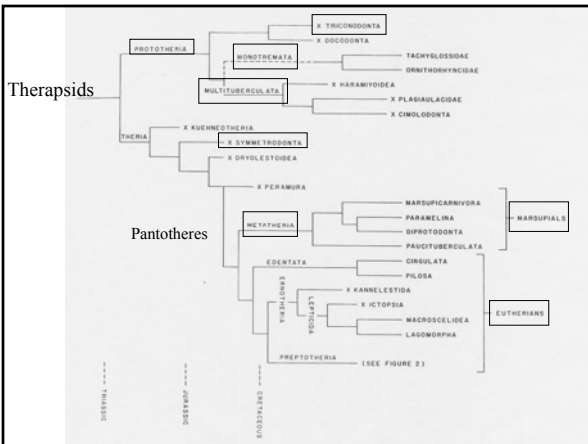 X TRICONODONTA
X DOCODONTA
PROTOTHERIA
MONOTREMATA
TACHYGLOSSIDAE
ORNITHORHYNCIDAE
Therapsids
MULTITUBERCULATA
X HARAMIYOIDEA
X PLAGIAULACIDAE
X CIMOLODONTA
THERIA
X KUEHNEOTHERIA
X SYMMETRODONTA
X DRYOLESTOIDEA
X PERAMURA
Pantotheres
METATHERIA
MARSUPICARNIVORA
PARAMELINA
DIPROTODONTA
PAUCITUBERCULATA
MARSUPIALS
EDENTATA
CINGULATA
PILOSA
ERNOTHERIA
LEPTICIDA
X KANNELESTIDA
X ICTOPSIA
MACROSCELIDEA
LAGOMORPHA
EUTHERIANS
PREPTOTHERIA
(SEE FIGURE 2)
TRIASSIC
JURASSIC
CRETACEOUS